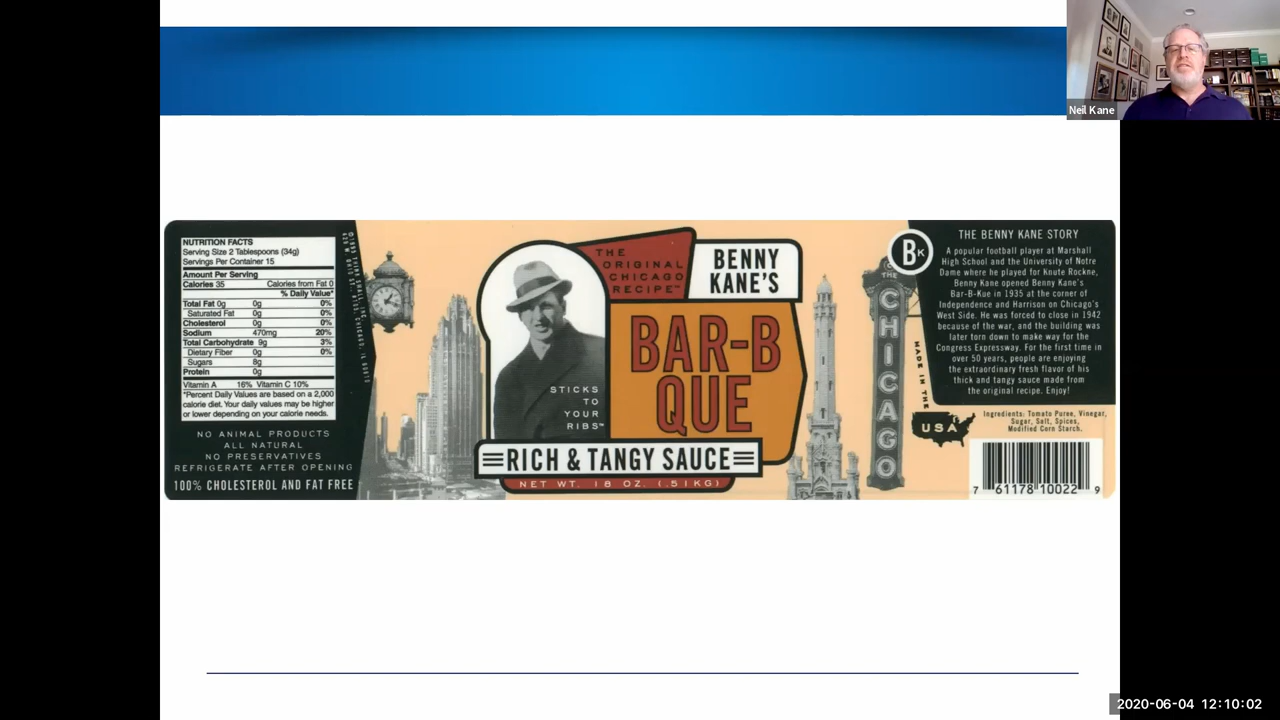 Neil Kane
NUTRITION FACTS
Serving Size 2 Tablespoons (34g)
Servings Per Container 15
Amount Per Serving
Calories 35 Calories from Fat 0
% Daily Value*
Total Fat 0g 0g 0%
Saturated Fat 0g 0%
Cholesterol 0g 0%
Sodium 470mg 20%
Total Carbohydrate 9g 3%
Dietary Fiber 0g 0%
Sugars 8g
Protein 0g
Vitamin A 16% Vitamin C 10%
*Percent Daily Values are based on a 2,000
calorie diet. Your daily values may be higher
or lower depending on your calorie needs.
NO ANIMAL PRODUCTS
ALL NATURAL
NO PRESERVATIVES
REFRIGERATE AFTER OPENING
100% CHOLESTEROL AND FAT FREE
THE
ORIGINAL
CHICAGO
RECIPE™
BENNY
KANE'S
BAR-B
QUE
STICKS
TO
YOUR
RIBS™
RICH & TANGY SAUCE
NET WT. 18 OZ. (.51KG)
THE
CHICAGO
BK
THE BENNY KANE STORY
A popular football player at Marshall
High School and the University of Notre
Dame where he played for Knute Rockne,
Benny Kane opened Benny Kane's
Bar-B-Kue in 1935 at the corner of
Independence and Harrison on Chicago's
West Side. He was forced to close in 1942
because of the war, and the building was
later torn down to make way for the
Congress Expressway. For the first time in
over 50 years, people are enjoying
the extraordinary fresh flavor of his
thick and tangy sauce made from
the original recipe. Enjoy!
MADE IN THE
USA
Ingredients: Tomato Puree, Vinegar,
Sugar, Salt, Spices,
Modified Corn Starch.
7 61178 10022 9
2020-06-04 12:10:02